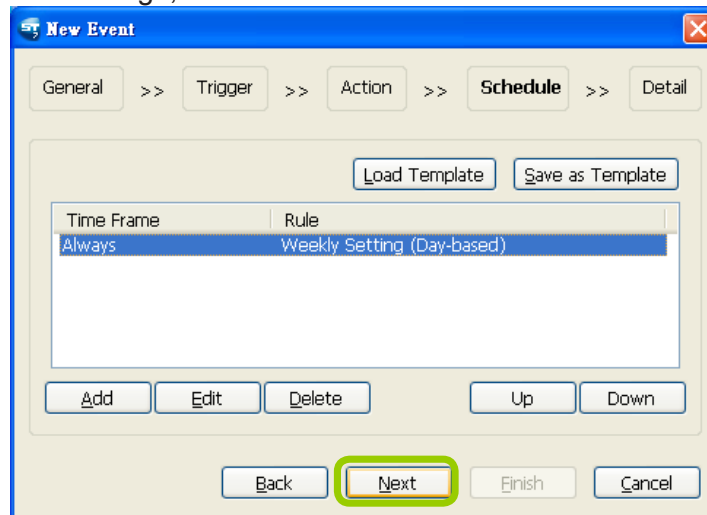 New Event
General >> Trigger >> Action >> Schedule >> Detail
Load Template Save as Template
Time Frame Rule
Always Weekly Setting (Day-based)
Add Edit Delete Up Down
Back Next Finish Cancel